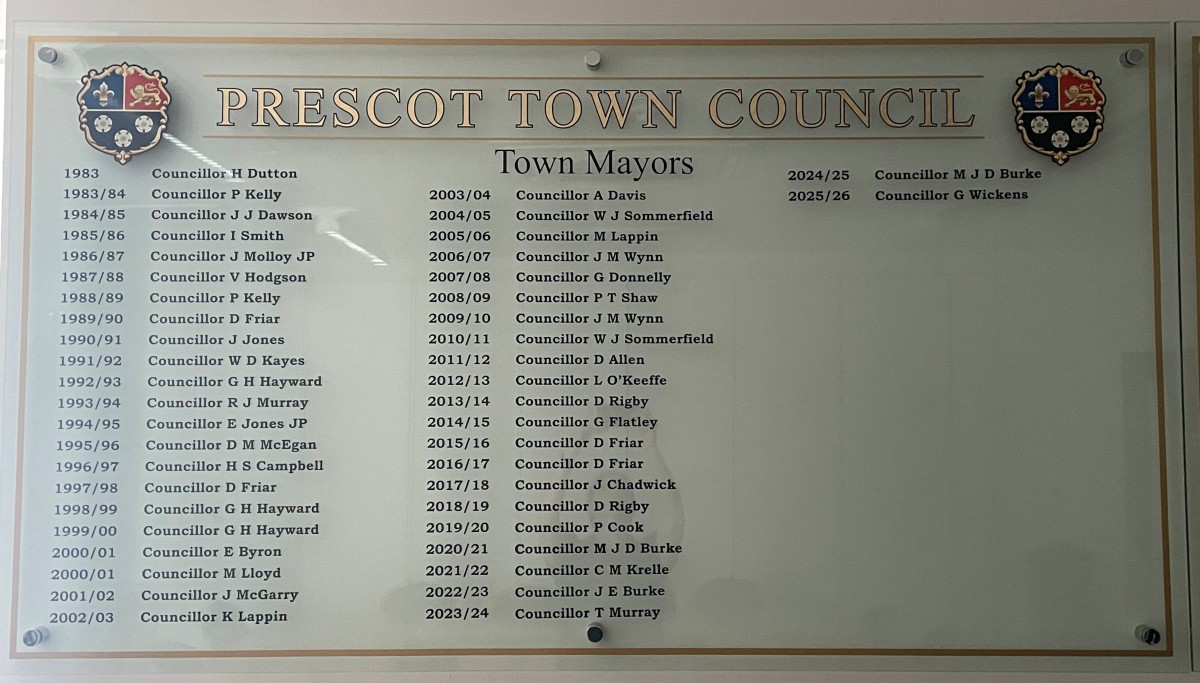 PRESCOT TOWN COUNCIL
Town Mayors
1983 Councillor H Dutton
1983/84 Councillor P Kelly
1984/85 Councillor J J Dawson
1985/86 Councillor I Smith
1986/87 Councillor J Molloy JP
1987/88 Councillor V Hodgson
1988/89 Councillor P Kelly
1989/90 Councillor D Friar
1990/91 Councillor J Jones
1991/92 Councillor W D Kayes
1992/93 Councillor G H Hayward
1993/94 Councillor R J Murray
1994/95 Councillor E Jones JP
1995/96 Councillor D M McEgan
1996/97 Councillor H S Campbell
1997/98 Councillor D Friar
1998/99 Councillor G H Hayward
1999/00 Councillor G H Hayward
2000/01 Councillor E Byron
2000/01 Councillor M Lloyd
2001/02 Councillor J McGarry
2002/03 Councillor K Lappin
2003/04 Councillor A Davis
2004/05 Councillor W J Sommerfield
2005/06 Councillor M Lappin
2006/07 Councillor J M Wynn
2007/08 Councillor G Donnelly
2008/09 Councillor P T Shaw
2009/10 Councillor J M Wynn
2010/11 Councillor W J Sommerfield
2011/12 Councillor D Allen
2012/13 Councillor L O'Keeffe
2013/14 Councillor D Rigby
2014/15 Councillor G Flatley
2015/16 Councillor D Friar
2016/17 Councillor D Friar
2017/18 Councillor J Chadwick
2018/19 Councillor D Rigby
2019/20 Councillor P Cook
2020/21 Councillor M J D Burke
2021/22 Councillor C M Krelle
2022/23 Councillor J E Burke
2023/24 Councillor T Murray
2024/25 Councillor M J D Burke
2025/26 Councillor G Wickens